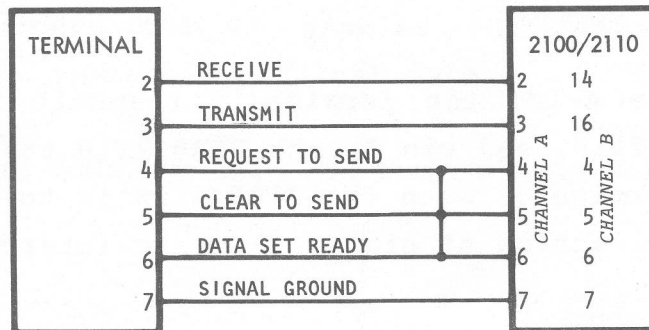 TERMINAL 2100/2110
2 RECEIVE 2 14
3 TRANSMIT 3 16
4 REQUEST TO SEND 4 4
5 CLEAR TO SEND 5 5
6 DATA SET READY 6 6
7 SIGNAL GROUND 7 7
CHANNEL A
CHANNEL B